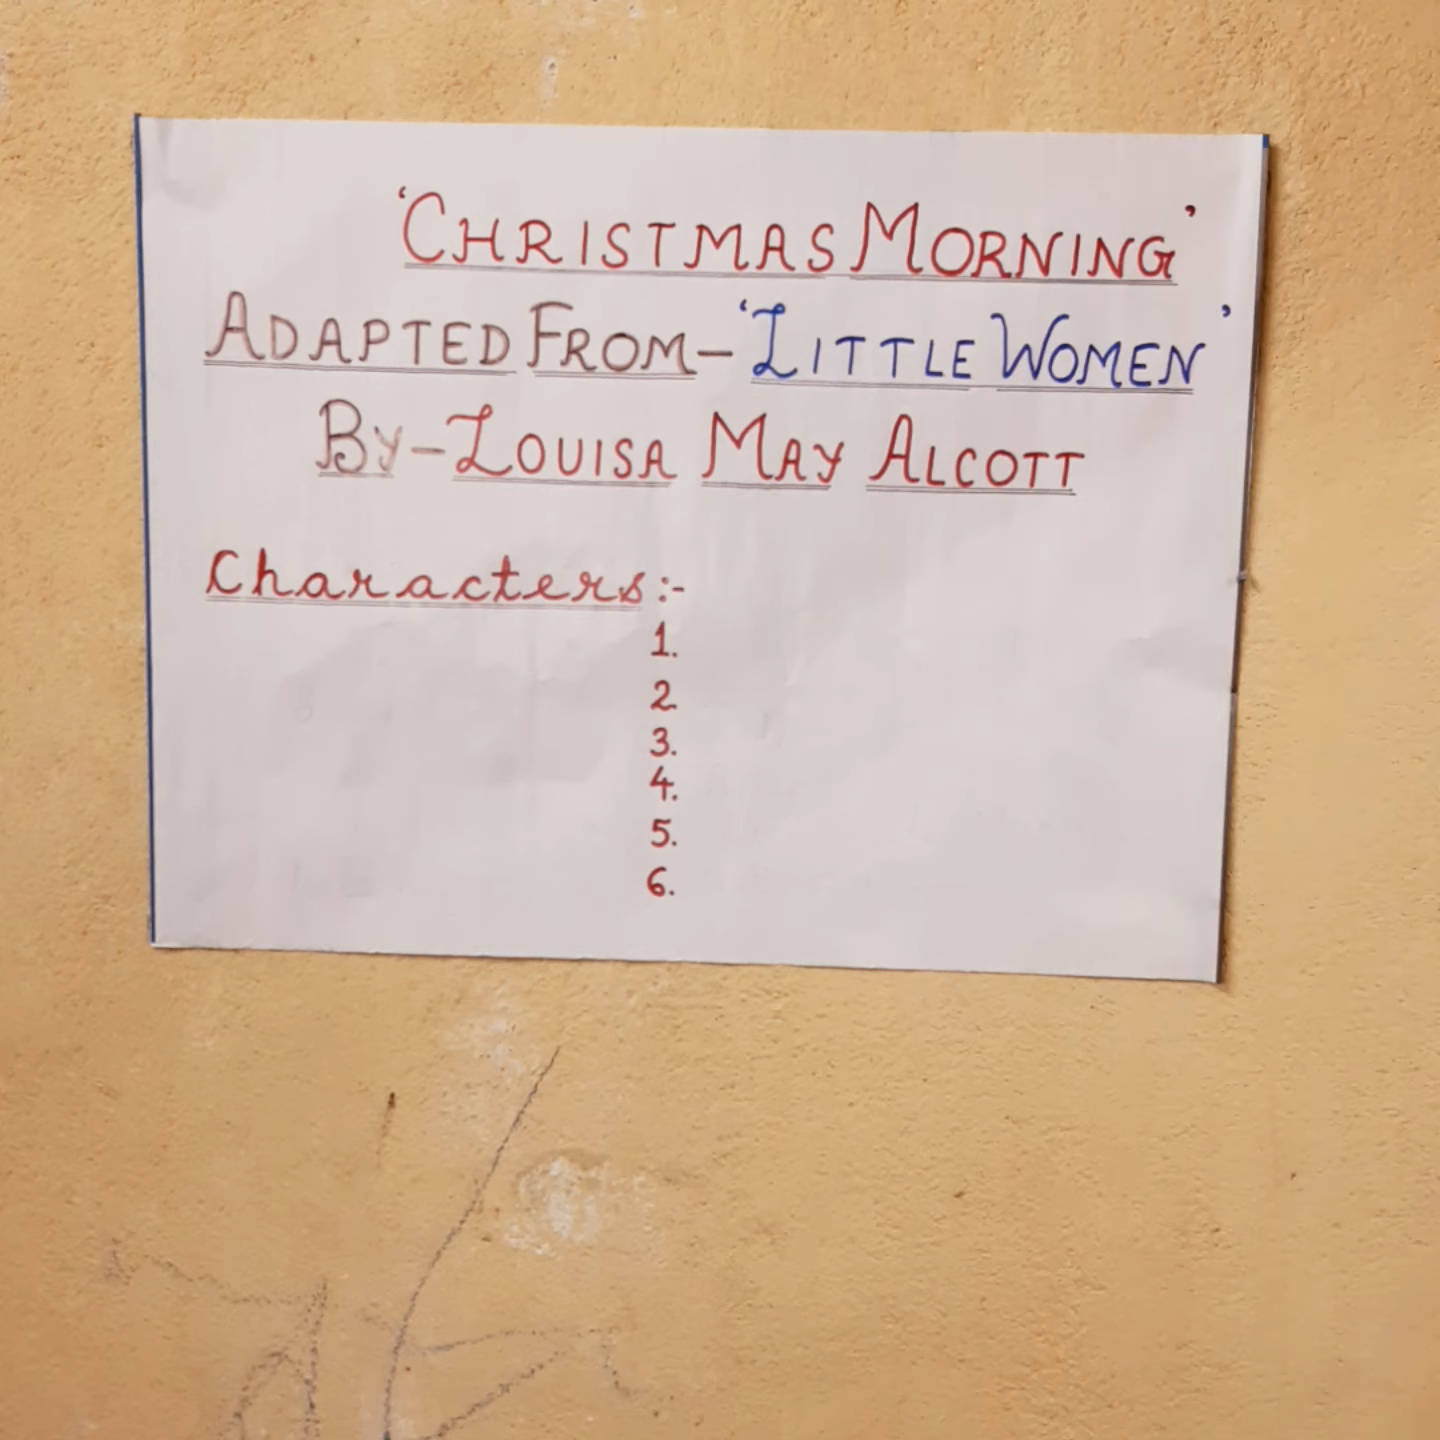 'CHRISTMAS MORNING'
ADAPTED FROM - 'LITTLE WOMEN'
BY - LOUISA MAY ALCOTT
Characters :-
1.
2.
3.
4.
5.
6.